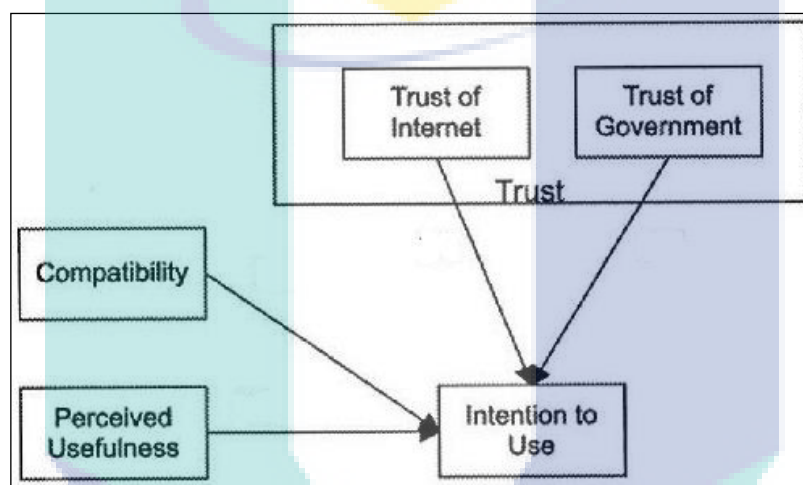 Trust of
Internet
Trust of
Government
Trust
Compatibility
Perceived
Usefulness
Intention to
Use